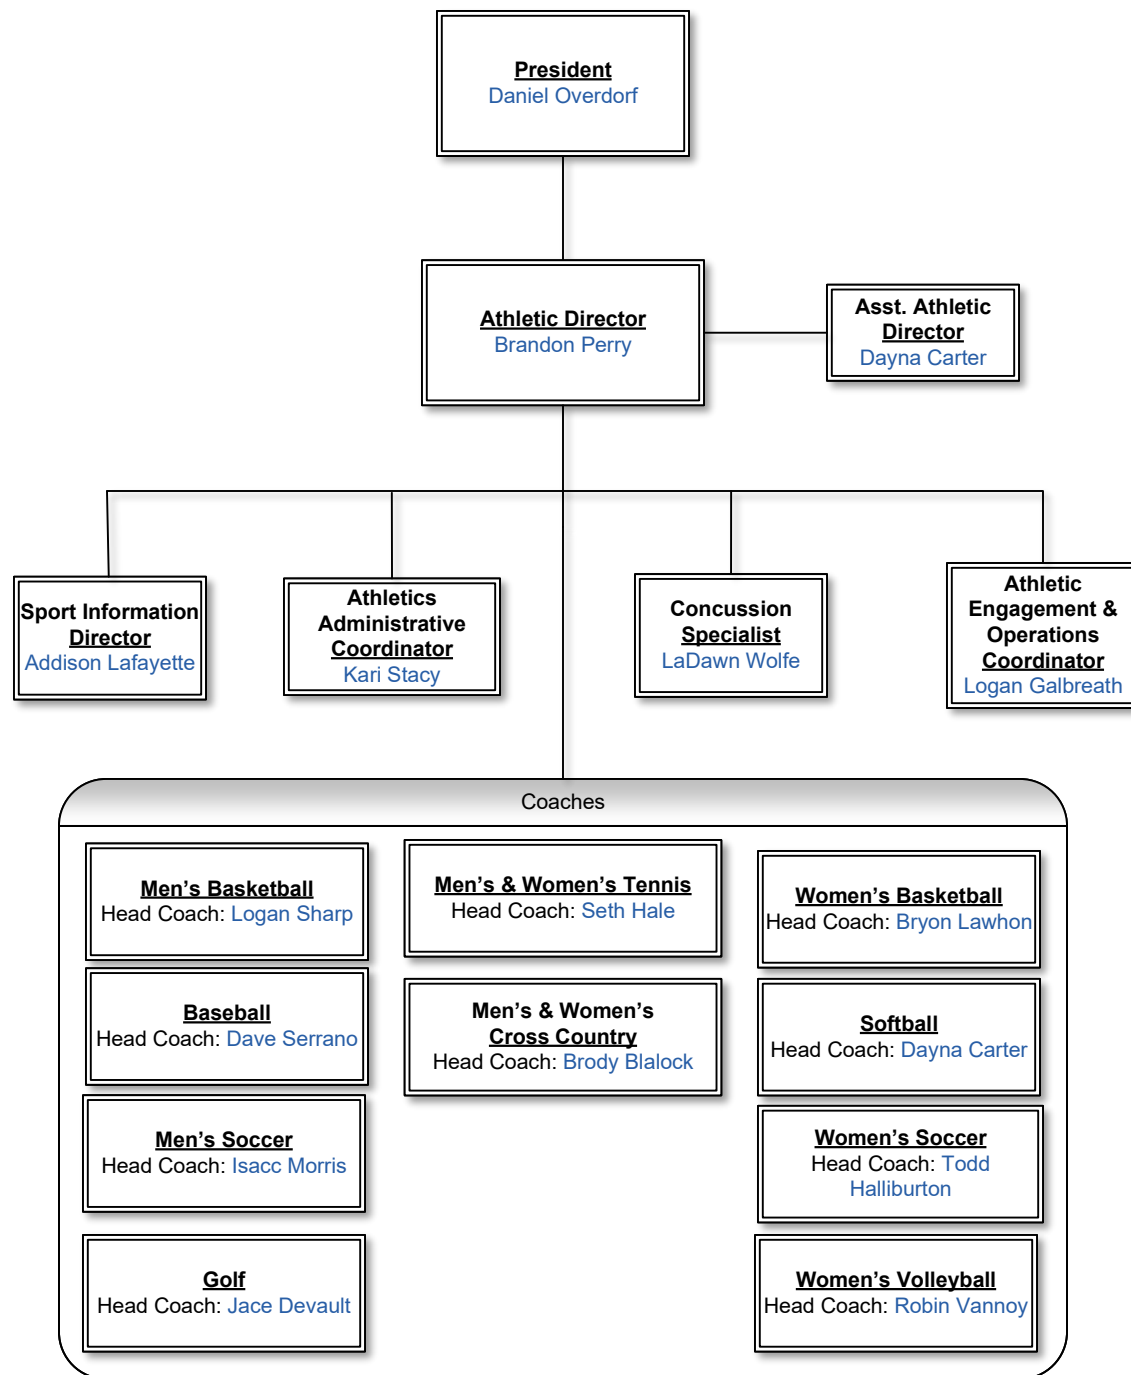 President
Daniel Overdorf
Athletic Director
Brandon Perry
Asst. Athletic
Director
Dayna Carter
Sport Information
Director
Addison Lafayette
Athletics
Administrative
Coordinator
Kari Stacy
Concussion
Specialist
LaDawn Wolfe
Athletic
Engagement &
Operations
Coordinator
Logan Galbreath
Coaches
Men’s Basketball
Head Coach: Logan Sharp
Baseball
Head Coach: Dave Serrano
Men’s Soccer
Head Coach: Isacc Morris
Golf
Head Coach: Jace Devault
Men’s & Women’s Tennis
Head Coach: Seth Hale
Men’s & Women’s
Cross Country
Head Coach: Brody Blalock
Women’s Basketball
Head Coach: Bryon Lawhon
Softball
Head Coach: Dayna Carter
Women’s Soccer
Head Coach: Todd
Halliburton
Women’s Volleyball
Head Coach: Robin Vannoy